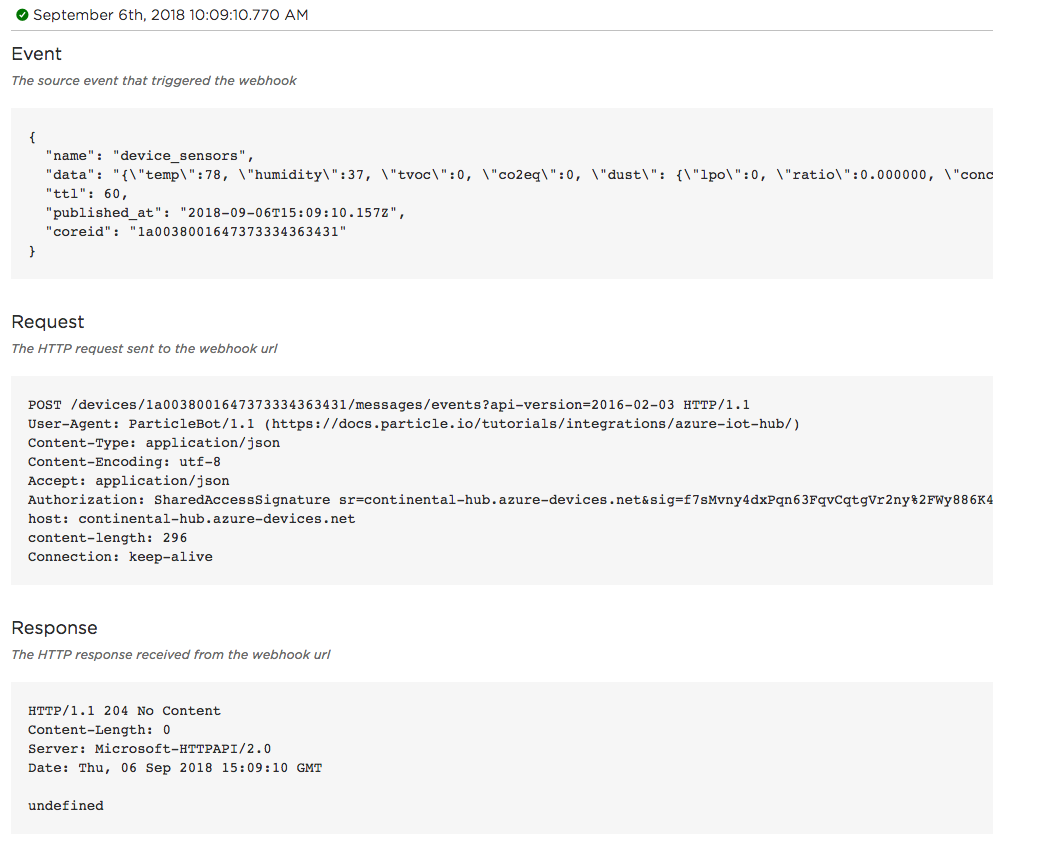 September 6th, 2018 10:09:10.770 AM
Event
The source event that triggered the webhook
{
"name": "device_sensors",
"data": "{\"temp\":78, \"humidity\":37, \"tvoc\":0, \"co2eq\":0, \"dust\": {\"lpo\":0, \"ratio\":0.000000, \"conc
"ttl": 60,
"published_at": "2018-09-06T15:09:10.157Z",
"coreid": "1a0038001647373334363431"
}
Request
The HTTP request sent to the webhook url
POST /devices/1a0038001647373334363431/messages/events?api-version=2016-02-03 HTTP/1.1
User-Agent: ParticleBot/1.1 (https://docs.particle.io/tutorials/integrations/azure-iot-hub/)
Content-Type: application/json
Content-Encoding: utf-8
Accept: application/json
Authorization: SharedAccessSignature sr=continental-hub.azure-devices.net&sig=f7sMvny4dxPqn63FqvCqtgVr2ny%2FWy886K4
host: continental-hub.azure-devices.net
content-length: 296
Connection: keep-alive
Response
The HTTP response received from the webhook url
HTTP/1.1 204 No Content
Content-Length: 0
Server: Microsoft-HTTPAPI/2.0
Date: Thu, 06 Sep 2018 15:09:10 GMT
undefined